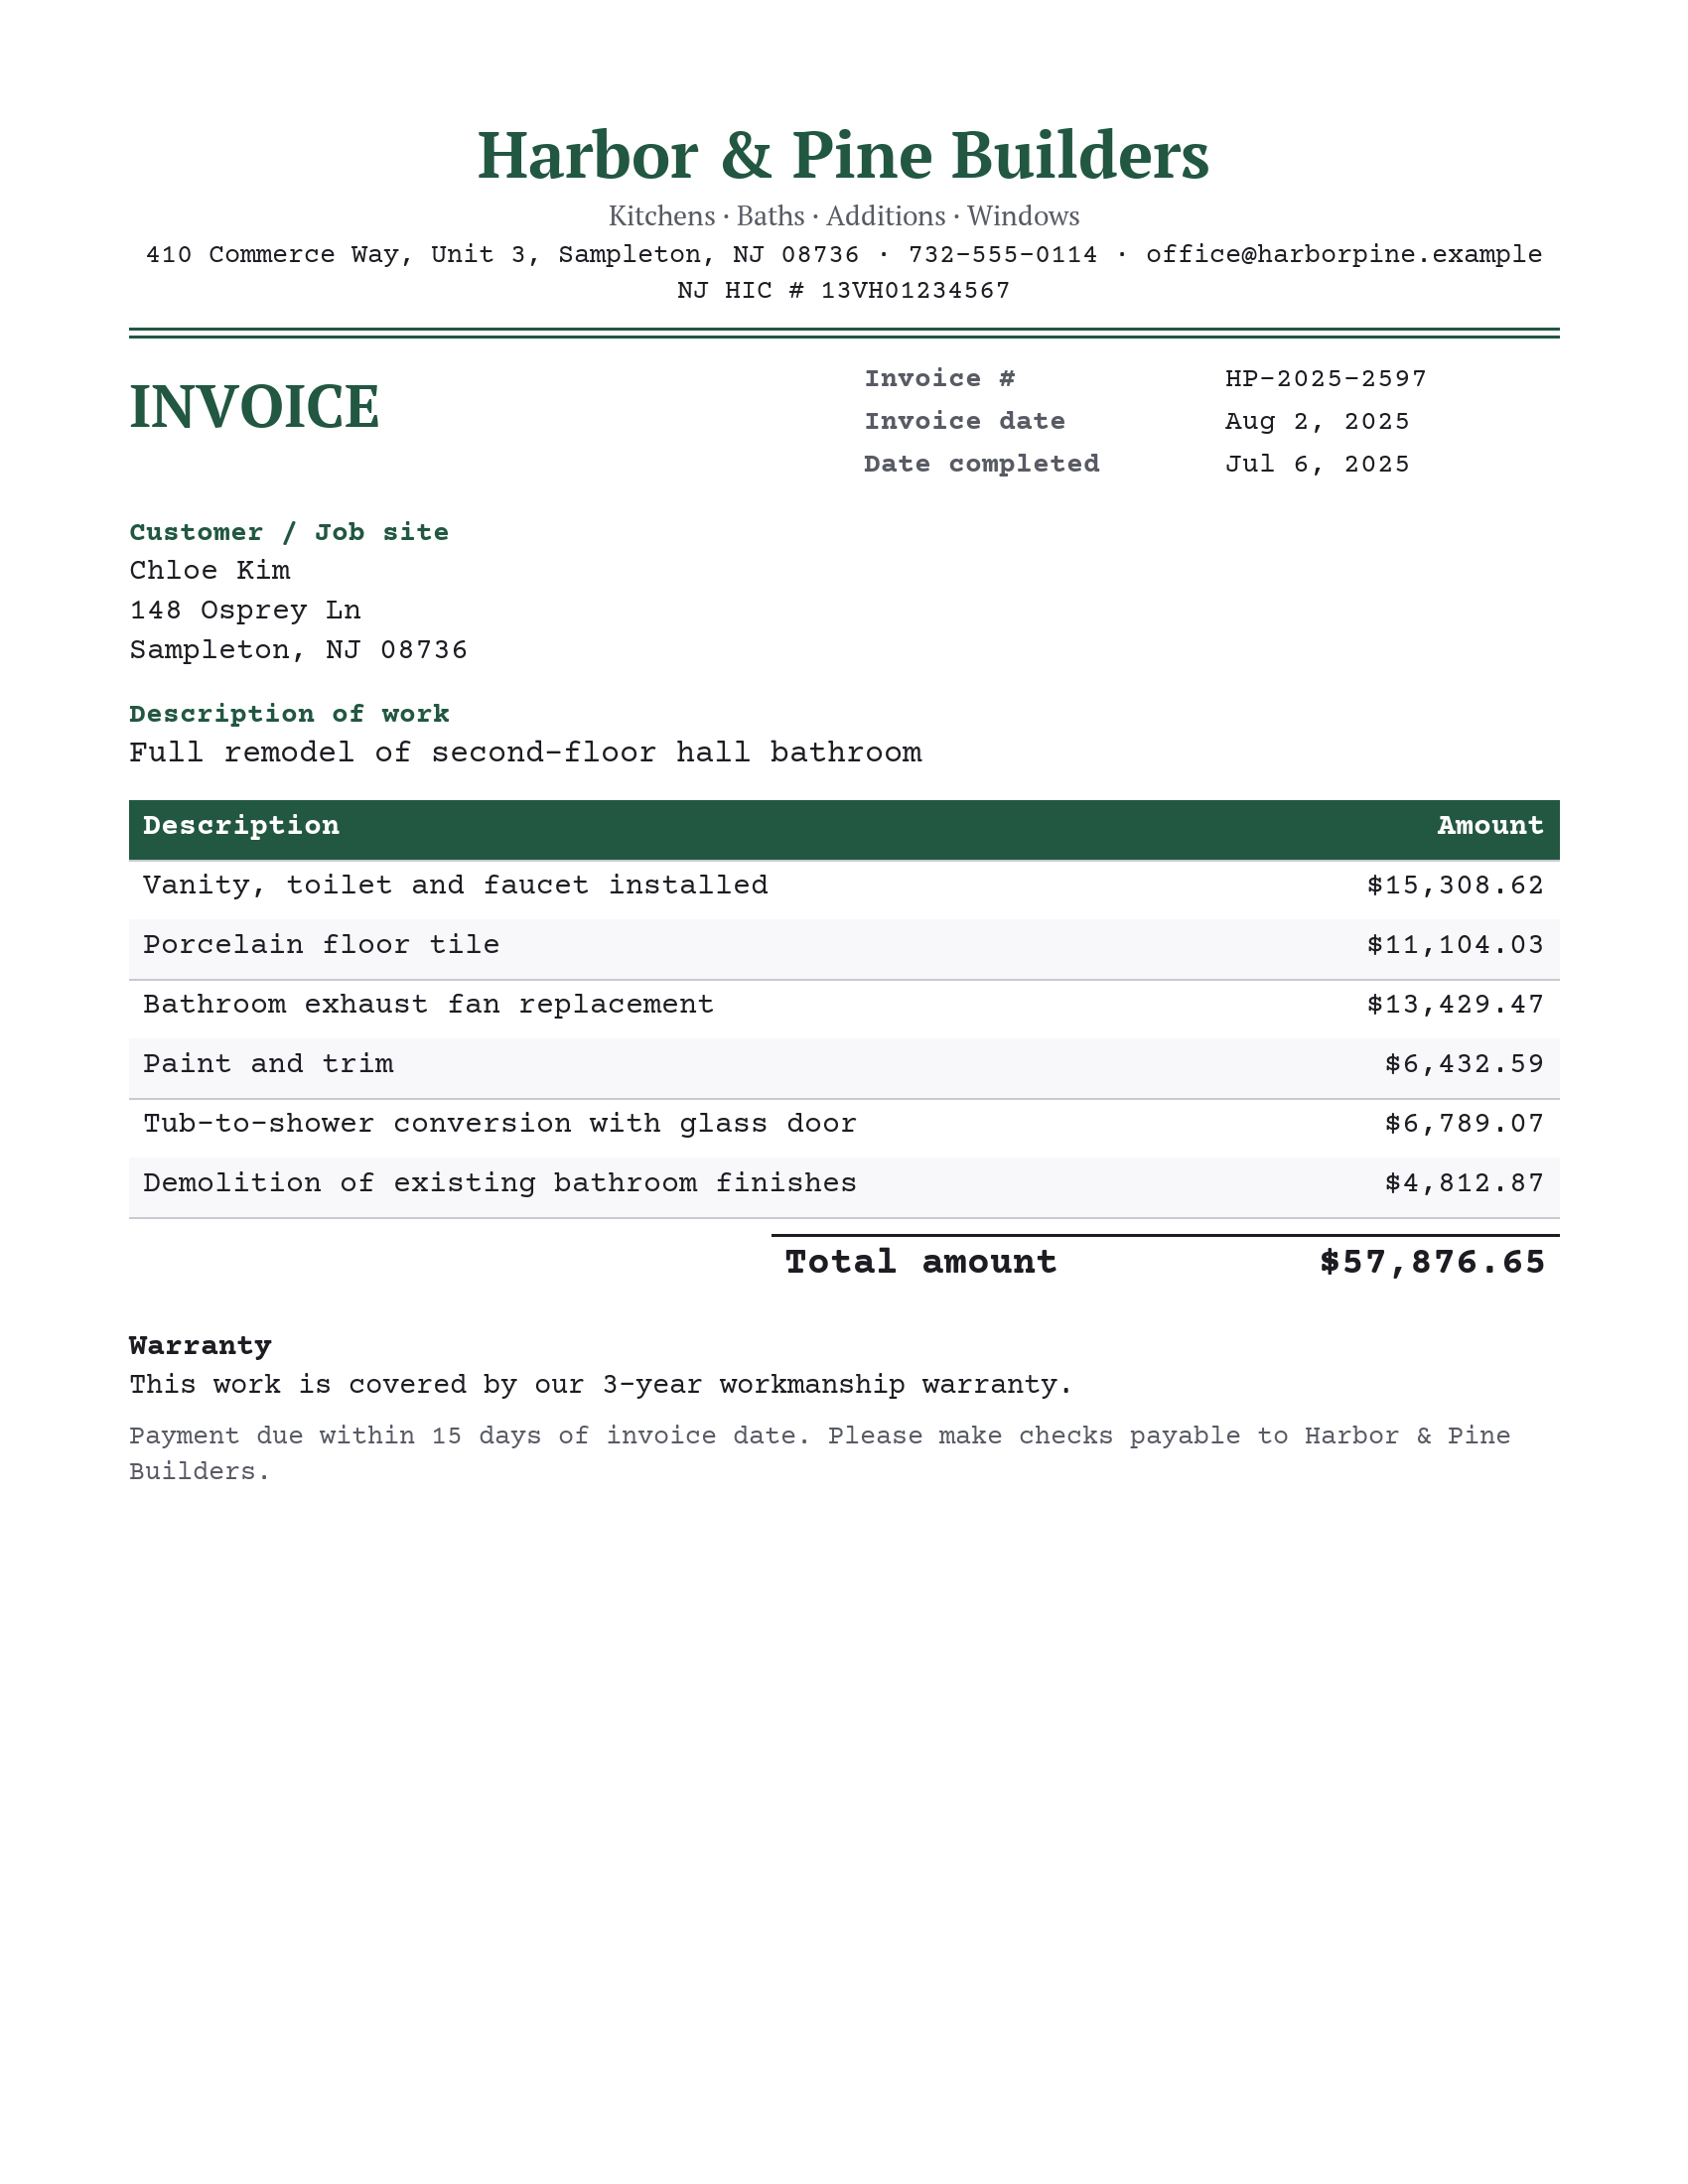 Harbor & Pine Builders
Kitchens · Baths · Additions · Windows
410 Commerce Way, Unit 3, Sampleton, NJ 08736 · 732-555-0114 · office@harborpine.example
NJ HIC # 13VH01234567
INVOICE
Invoice # HP-2025-2597
Invoice date Aug 2, 2025
Date completed Jul 6, 2025
Customer / Job site
Chloe Kim
148 Osprey Ln
Sampleton, NJ 08736
Description of work
Full remodel of second-floor hall bathroom
Description Amount
Vanity, toilet and faucet installed $15,308.62
Porcelain floor tile $11,104.03
Bathroom exhaust fan replacement $13,429.47
Paint and trim $6,432.59
Tub-to-shower conversion with glass door $6,789.07
Demolition of existing bathroom finishes $4,812.87
Total amount $57,876.65
Warranty
This work is covered by our 3-year workmanship warranty.
Payment due within 15 days of invoice date. Please make checks payable to Harbor & Pine
Builders.